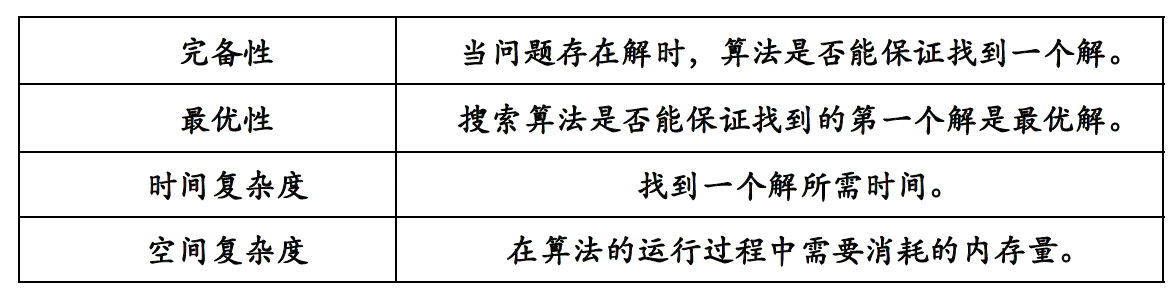 完备性 当问题存在解时，算法是否能保证找到一个解。
最优性 搜索算法是否能保证找到的第一个解是最优解。
时间复杂度 找到一个解所需时间。
空间复杂度 在算法的运行过程中需要消耗的内存量。